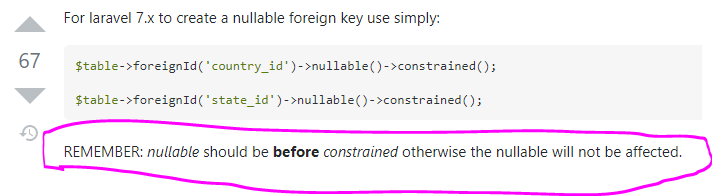 For laravel 7.x to create a nullable foreign key use simply:
67
$table->foreignId('country_id')->nullable()->constrained();
$table->foreignId('state_id')->nullable()->constrained();
REMEMBER: nullable should be before constrained otherwise the nullable will not be affected.